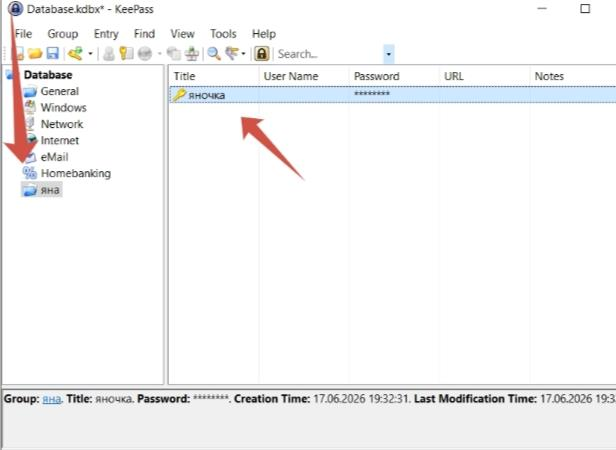 Database.kdbx* - KeePass
File Group Entry Find View Tools Help
Search...
Database
General
Windows
Network
Internet
eMail
Homebanking
яна
Title User Name Password URL Notes
яночка ********
Group: яна. Title: яночка. Password: ********. Creation Time: 17.06.2026 19:32:31. Last Modification Time: 17.06.2026 19:3